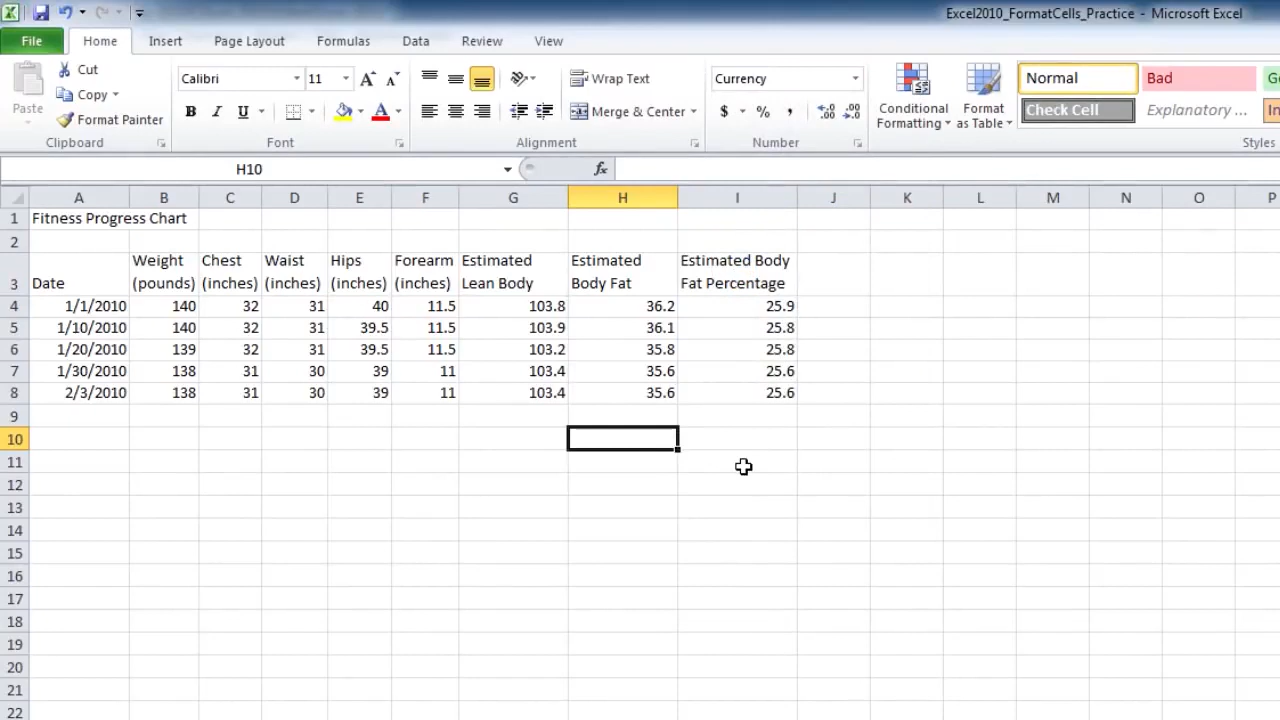 Excel2010_FormatCells_Practice - Microsoft Excel
File Home Insert Page Layout Formulas Data Review View
Cut
Copy
Format Painter
Paste
Clipboard
Calibri 11
B I U A
Font
Wrap Text
Merge & Center
Alignment
Currency
$ % ,
Number
Conditional Formatting
Format as Table
Normal Bad
Check Cell Explanatory ...
Styles
H10 fx
A B C D E F G H I J K L M N O P
1 Fitness Progress Chart
2
Weight Chest Waist Hips Forearm Estimated Estimated Estimated Body
3 Date (pounds) (inches) (inches) (inches) (inches) Lean Body Body Fat Fat Percentage
4 1/1/2010 140 32 31 40 11.5 103.8 36.2 25.9
5 1/10/2010 140 32 31 39.5 11.5 103.9 36.1 25.8
6 1/20/2010 139 32 31 39.5 11.5 103.2 35.8 25.8
7 1/30/2010 138 31 30 39 11 103.4 35.6 25.6
8 2/3/2010 138 31 30 39 11 103.4 35.6 25.6
9
10
11
12
13
14
15
16
17
18
19
20
21
22